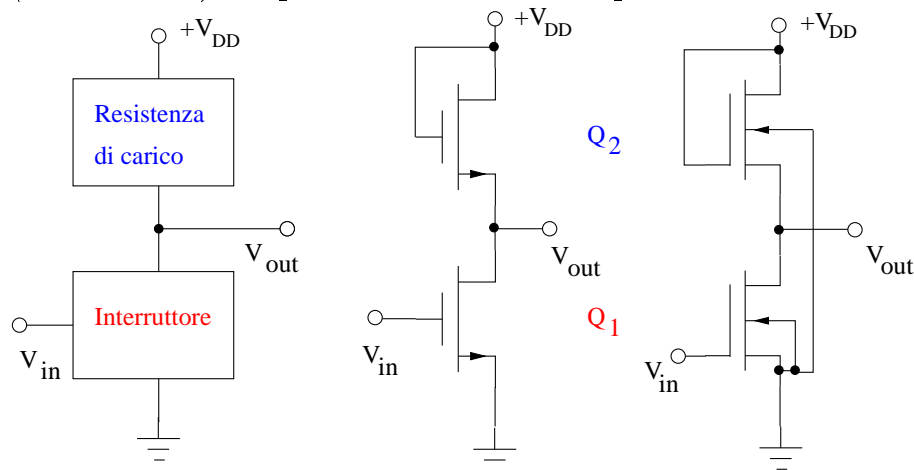 +V_DD
Resistenza
di carico
V_out
Interruttore
V_in
+V_DD
V_out
V_in
Q_2
Q_1
+V_DD
V_out
V_in